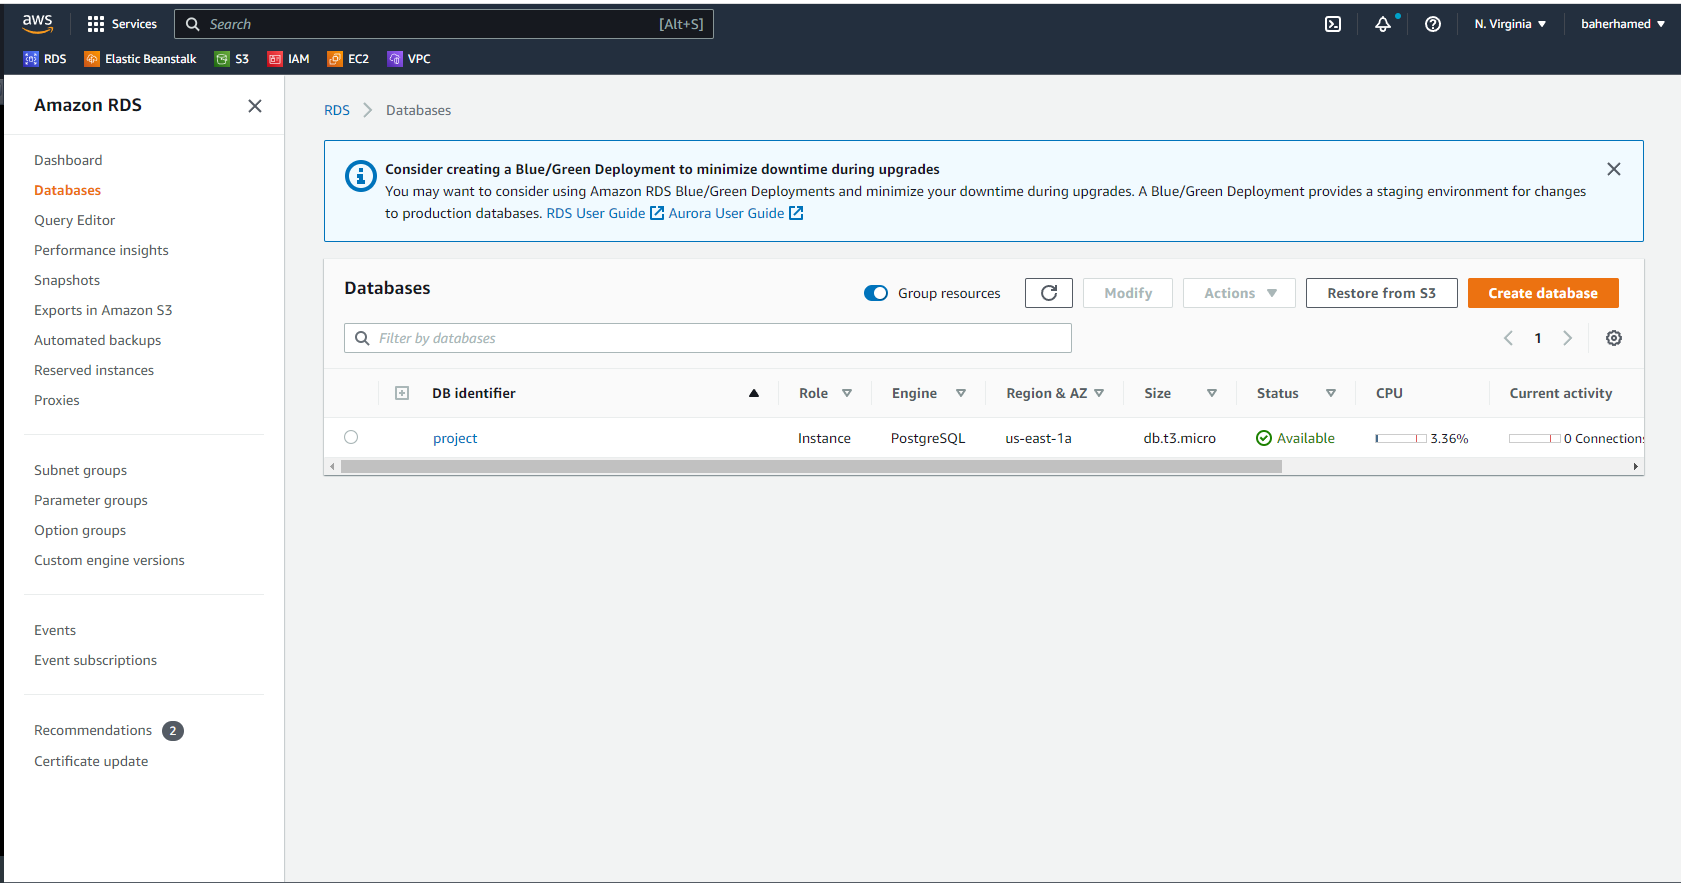 aws
Services
Search
[Alt+S]
N. Virginia
baherhamed
RDS
Elastic Beanstalk
S3
IAM
EC2
VPC
Amazon RDS
Dashboard
Databases
Query Editor
Performance insights
Snapshots
Exports in Amazon S3
Automated backups
Reserved instances
Proxies
Subnet groups
Parameter groups
Option groups
Custom engine versions
Events
Event subscriptions
Recommendations 2
Certificate update
RDS
Databases
Consider creating a Blue/Green Deployment to minimize downtime during upgrades
You may want to consider using Amazon RDS Blue/Green Deployments and minimize your downtime during upgrades. A Blue/Green Deployment provides a staging environment for changes
to production databases. RDS User Guide Aurora User Guide
Databases
Group resources
Modify
Actions
Restore from S3
Create database
Filter by databases
1
DB identifier
Role
Engine
Region & AZ
Size
Status
CPU
Current activity
project
Instance
PostgreSQL
us-east-1a
db.t3.micro
Available
3.36%
0 Connections